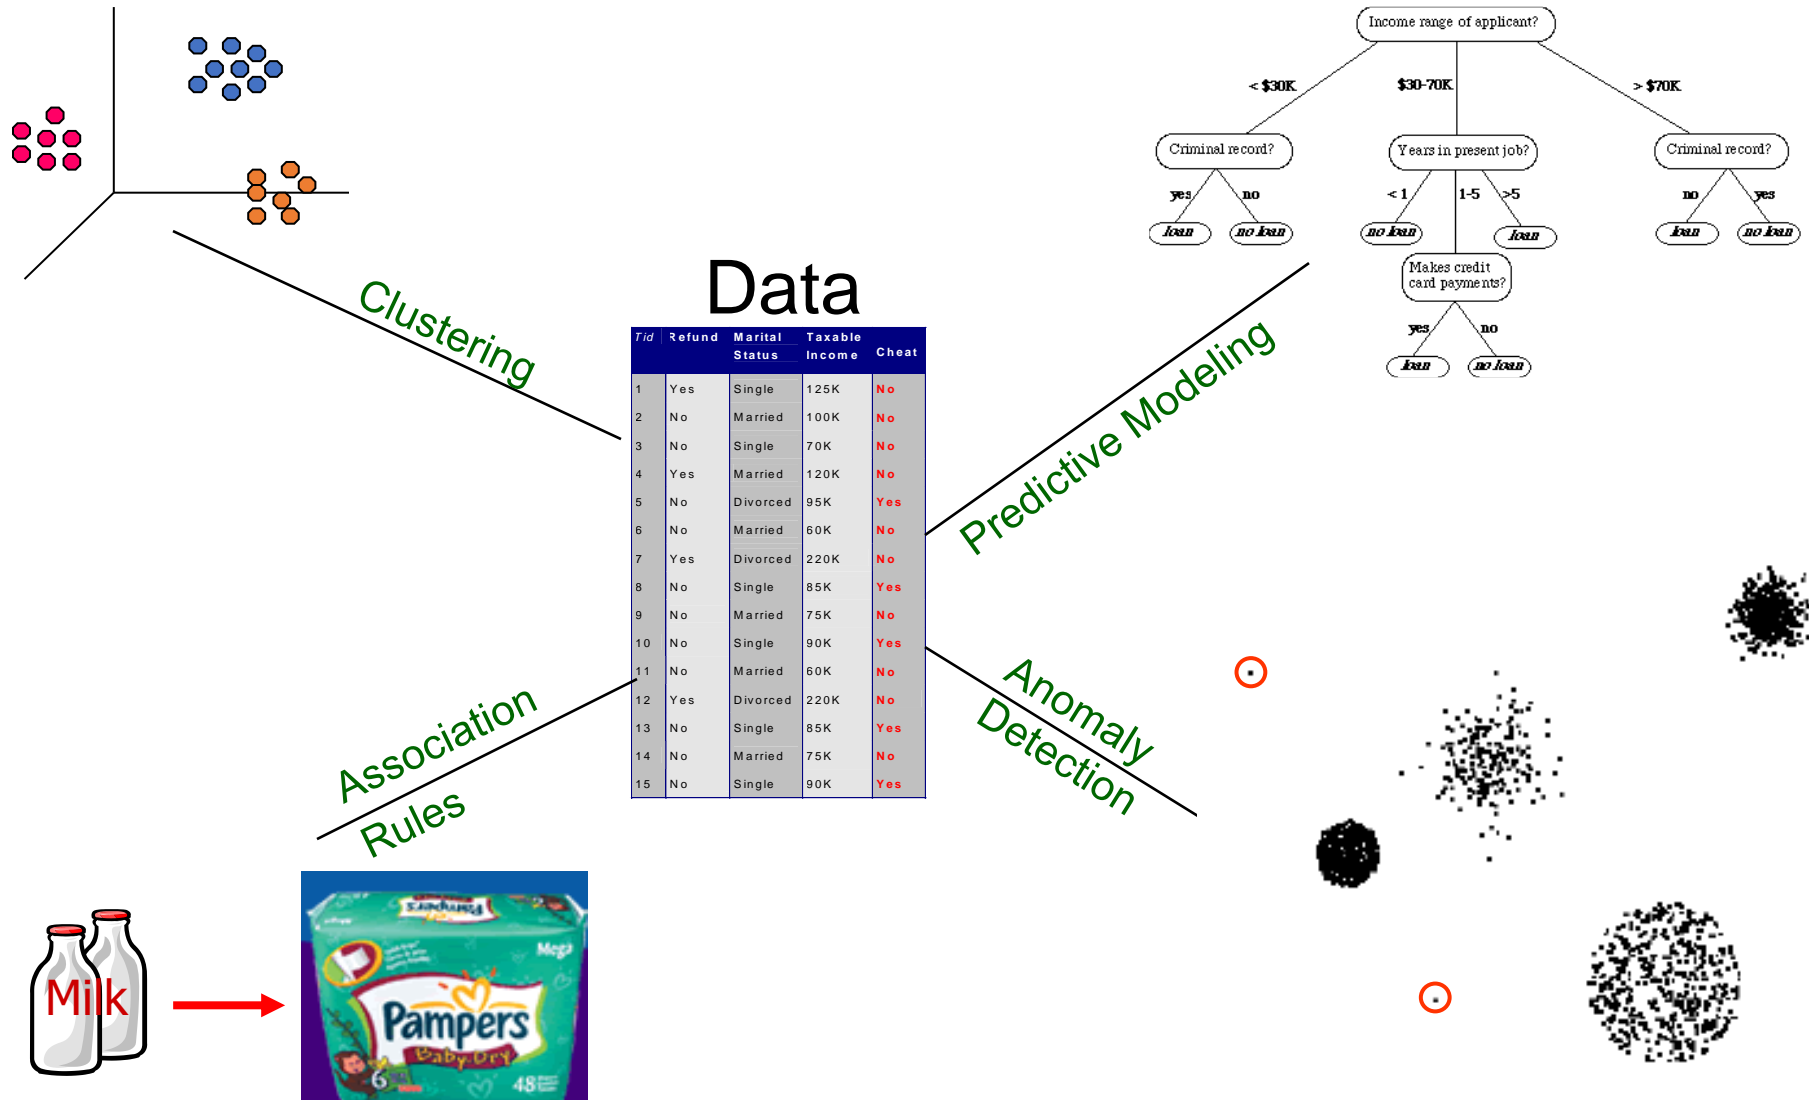 Income range of applicant?
< $30K
$30-70K
> $70K
Criminal record?
Years in present job?
Criminal record?
yes
no
< 1
1-5
>5
no
yes
loan
no loan
no loan
loan
loan
no loan
Makes credit
card payments?
yes
no
loan
no loan
Clustering
Data
Predictive Modeling
Tid Refund Marital Status Taxable Income Cheat
1 Yes Single 125K No
2 No Married 100K No
3 No Single 70K No
4 Yes Married 120K No
5 No Divorced 95K Yes
6 No Married 60K No
7 Yes Divorced 220K No
8 No Single 85K Yes
9 No Married 75K No
10 No Single 90K Yes
11 No Married 60K No
12 Yes Divorced 220K No
13 No Single 85K Yes
14 No Married 75K No
15 No Single 90K Yes
Association
Rules
Anomaly
Detection
Milk
Pampers
Mega
Pampers
Baby-Dry
6
48